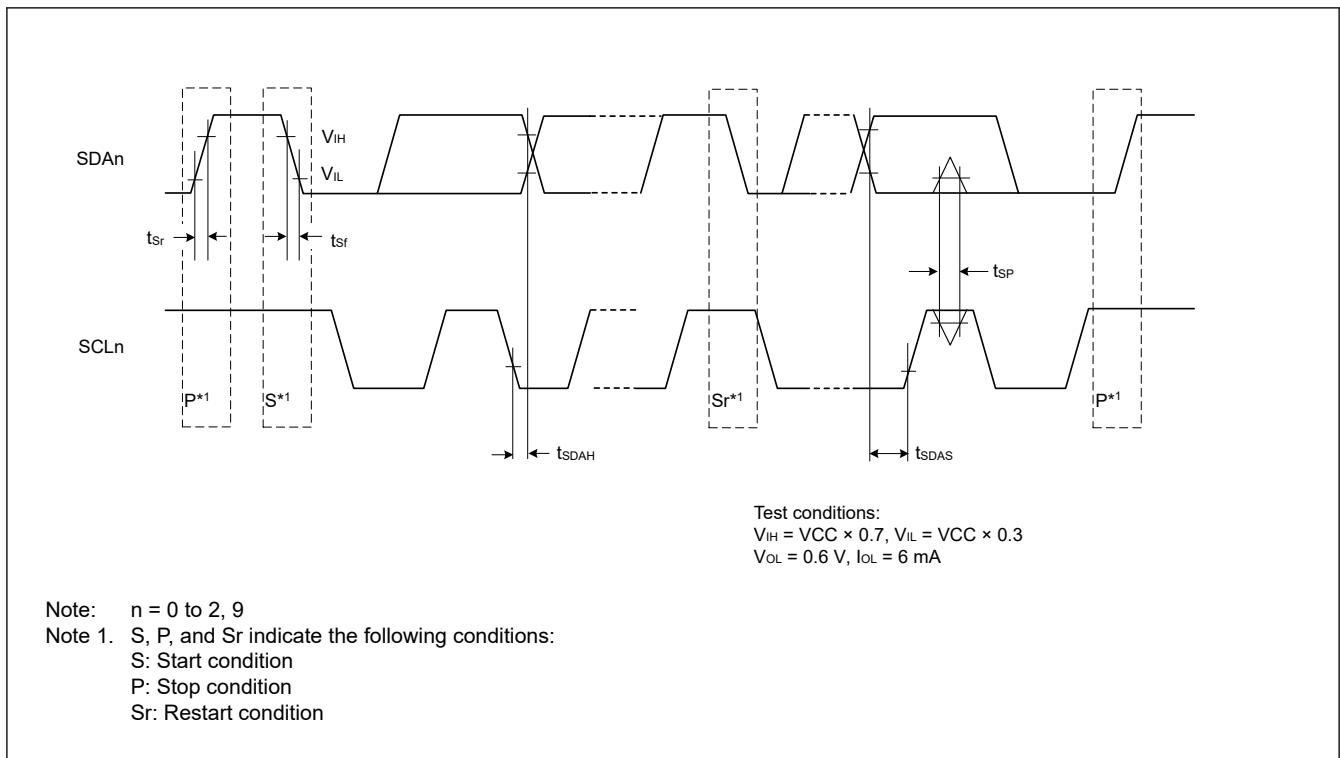 SDAn
VIH
VIL
tSr
tSf
tSP
SCLn
P*1
S*1
Sr*1
P*1
tSDAH
tSDAS
Test conditions:
VIH = VCC × 0.7, VIL = VCC × 0.3
VOL = 0.6 V, IOL = 6 mA
Note: n = 0 to 2, 9
Note 1. S, P, and Sr indicate the following conditions:
S: Start condition
P: Stop condition
Sr: Restart condition